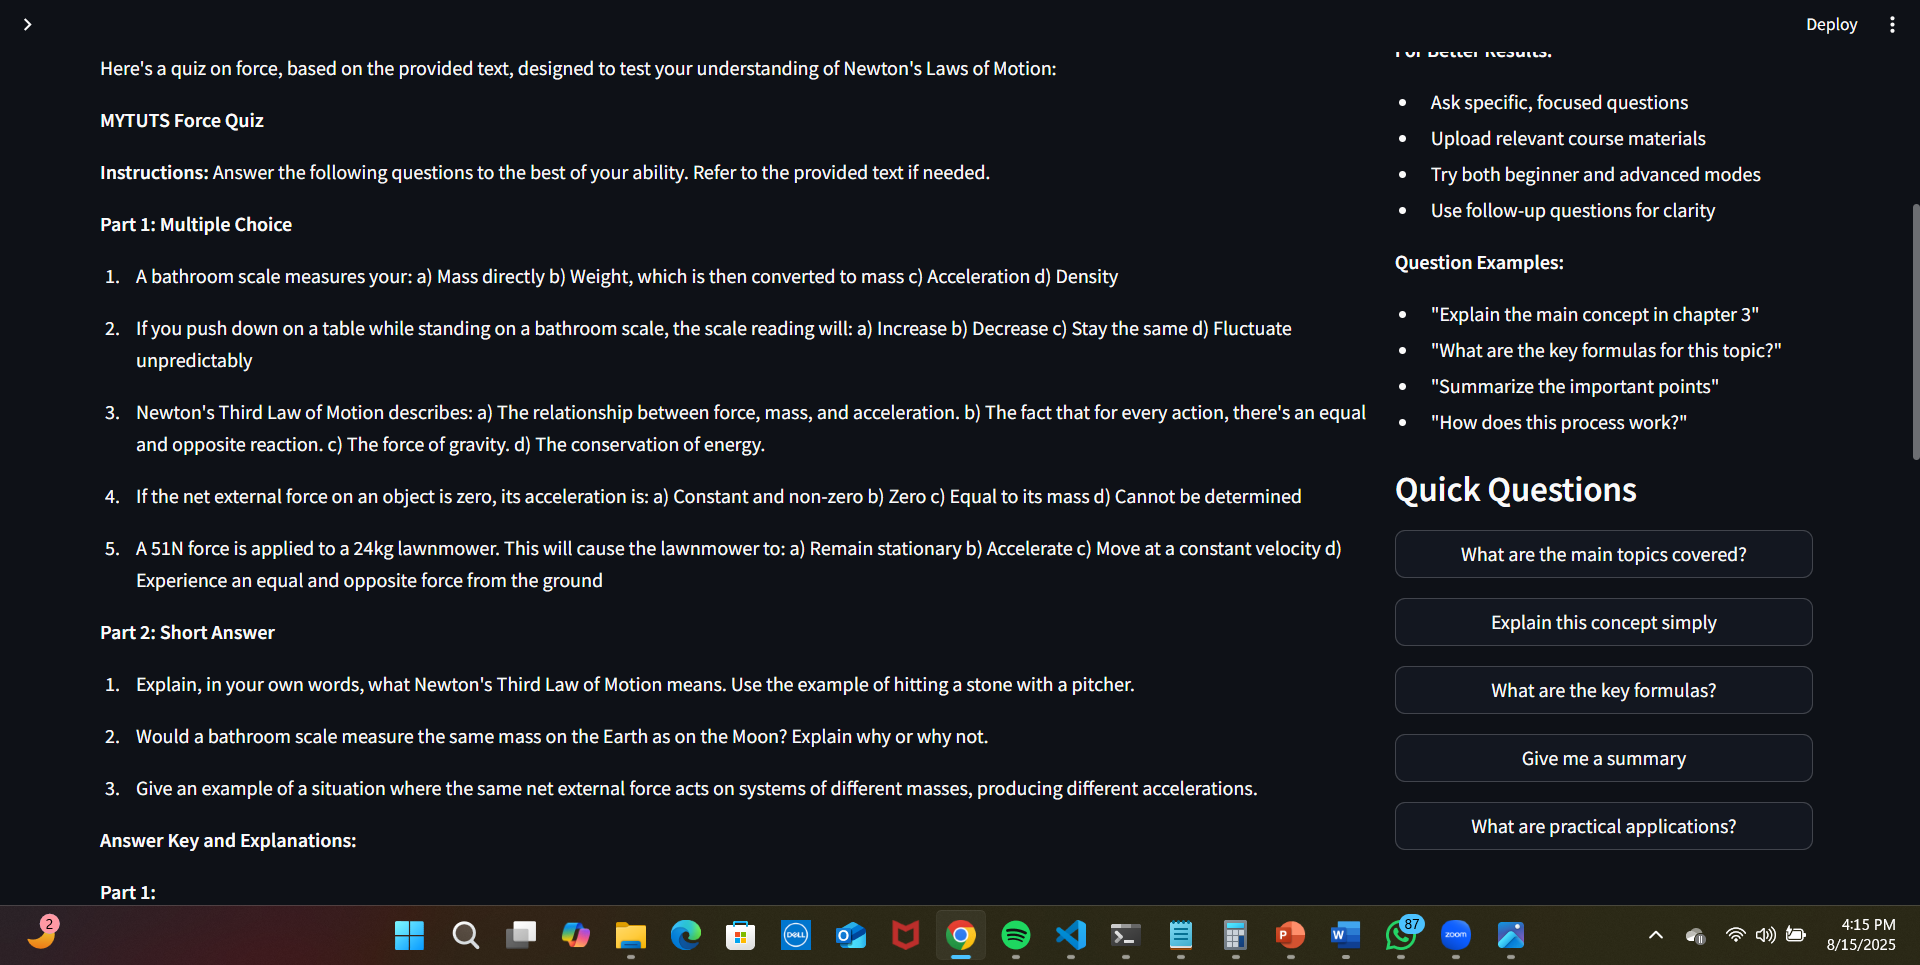 Deploy
Here's a quiz on force, based on the provided text, designed to test your understanding of Newton's Laws of Motion:
MYTUTS Force Quiz
Instructions: Answer the following questions to the best of your ability. Refer to the provided text if needed.
Part 1: Multiple Choice
1. A bathroom scale measures your: a) Mass directly b) Weight, which is then converted to mass c) Acceleration d) Density
2. If you push down on a table while standing on a bathroom scale, the scale reading will: a) Increase b) Decrease c) Stay the same d) Fluctuate
unpredictably
3. Newton's Third Law of Motion describes: a) The relationship between force, mass, and acceleration. b) The fact that for every action, there's an equal
and opposite reaction. c) The force of gravity. d) The conservation of energy.
4. If the net external force on an object is zero, its acceleration is: a) Constant and non-zero b) Zero c) Equal to its mass d) Cannot be determined
5. A 51N force is applied to a 24kg lawnmower. This will cause the lawnmower to: a) Remain stationary b) Accelerate c) Move at a constant velocity d)
Experience an equal and opposite force from the ground
Part 2: Short Answer
1. Explain, in your own words, what Newton's Third Law of Motion means. Use the example of hitting a stone with a pitcher.
2. Would a bathroom scale measure the same mass on the Earth as on the Moon? Explain why or why not.
3. Give an example of a situation where the same net external force acts on systems of different masses, producing different accelerations.
Answer Key and Explanations:
Part 1:
For Better Results:
• Ask specific, focused questions
• Upload relevant course materials
• Try both beginner and advanced modes
• Use follow-up questions for clarity
Question Examples:
• "Explain the main concept in chapter 3"
• "What are the key formulas for this topic?"
• "Summarize the important points"
• "How does this process work?"
Quick Questions
What are the main topics covered?
Explain this concept simply
What are the key formulas?
Give me a summary
What are practical applications?
2
DELL
87
zoom
4:15 PM
8/15/2025